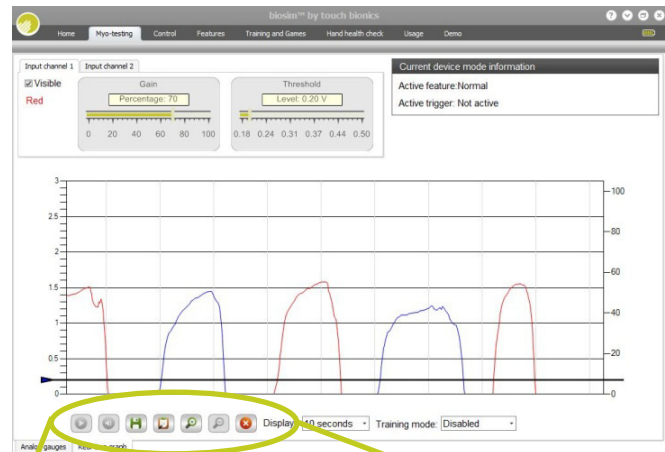 biosim™ by touch bionics
Home Myo-testing Control Features Training and Games Hand health check Usage Demo
Input channel 1 Input channel 2
Visible
Red
Gain
Percentage: 70
0 20 40 60 80 100
Threshold
Level: 0.20 V
0.18 0.24 0.31 0.37 0.44 0.50
Current device mode information
Active feature:Normal
Active trigger: Not active
3
2.5
2
1.5
1
0.5
0
100
80
60
40
20
0
Display 10 seconds Training mode: Disabled
gauges graph